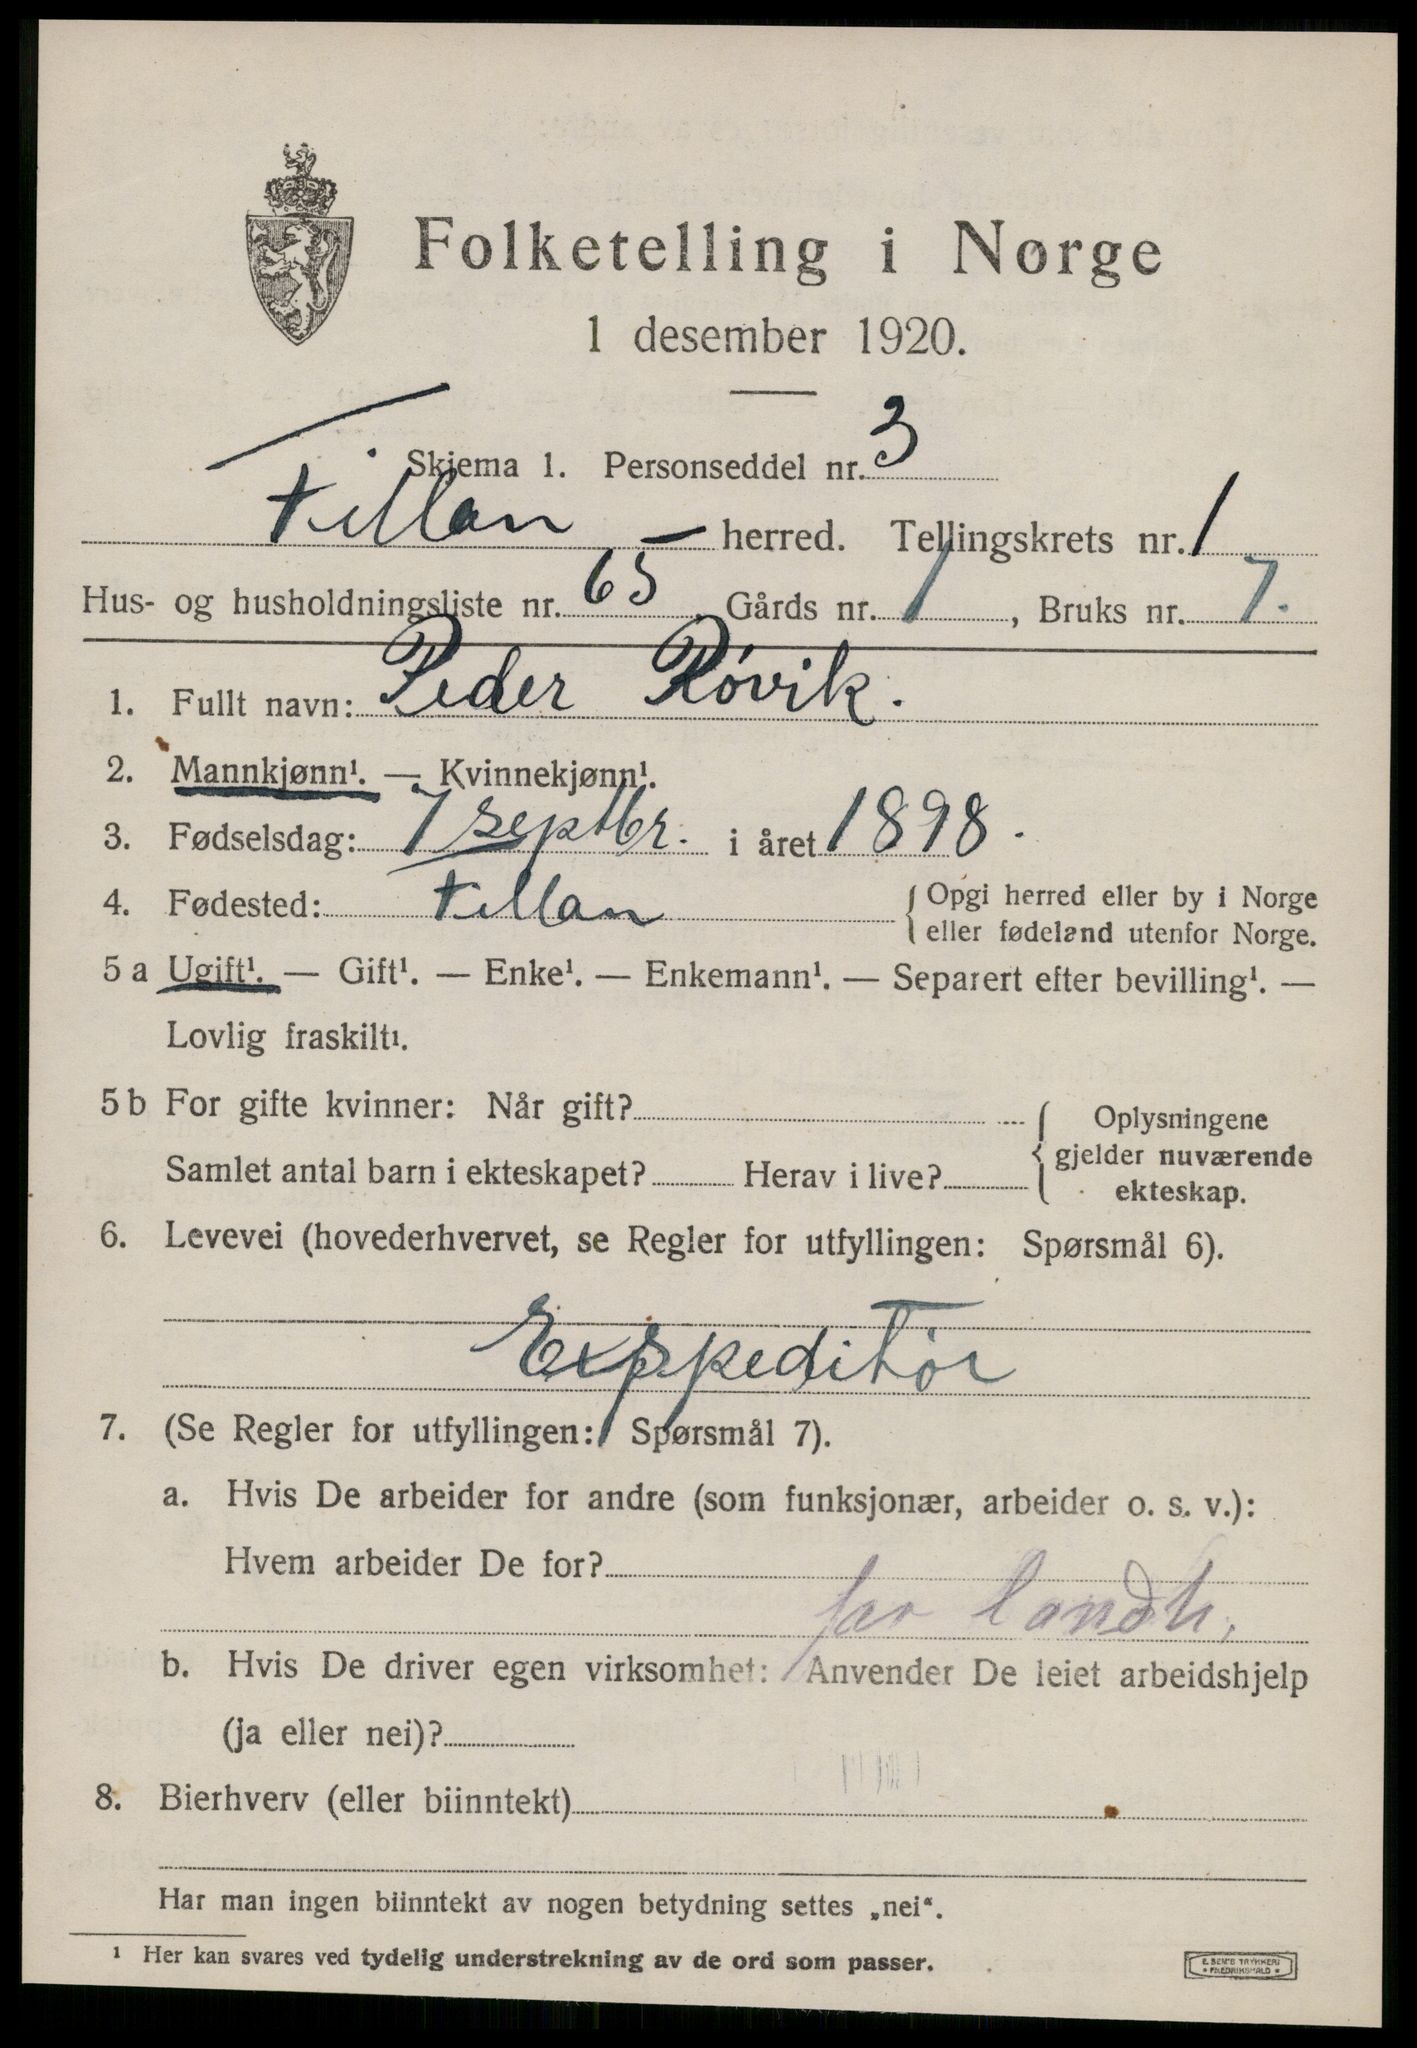 Folketelling i Norge
1 desember 1920.
Skjema 1. Personseddel nr. 3
Fillan herred. Tellingskrets nr. 1
Hus- og husholdningsliste nr. 65, Gårds nr. 1, Bruks nr. 7.
1. Fullt navn: Peder Røvik.
2. Mannkjønn¹. — Kvinnekjønn¹.
3. Fødselsdag: 7 septbr. i året 1898.
4. Fødested: Fillan { Opgi herred eller by i Norge
eller fødeland utenfor Norge.
5 a Ugift¹. — Gift¹. — Enke¹. — Enkemann¹. — Separert efter bevilling¹. —
Lovlig fraskilt¹.
5 b For gifte kvinner: Når gift? { Oplysningene
gjelder nuværende
Samlet antal barn i ekteskapet? Herav i live?
ekteskap.
6. Levevei (hovederhvervet, se Regler for utfyllingen: Spørsmål 6).
Expeditør
7. (Se Regler for utfyllingen: Spørsmål 7).
a. Hvis De arbeider for andre (som funksjonær, arbeider o. s. v.):
Hvem arbeider De for?
far landh.
b. Hvis De driver egen virksomhet: Anvender De leiet arbeidshjelp
(ja eller nei)?
8. Bierhverv (eller biinntekt)
Har man ingen biinntekt av nogen betydning settes „nei“.
¹ Her kan svares ved tydelig understrekning av de ord som passer.
E. SEM'S TRYKKERI
* FREDRIKSHALD *